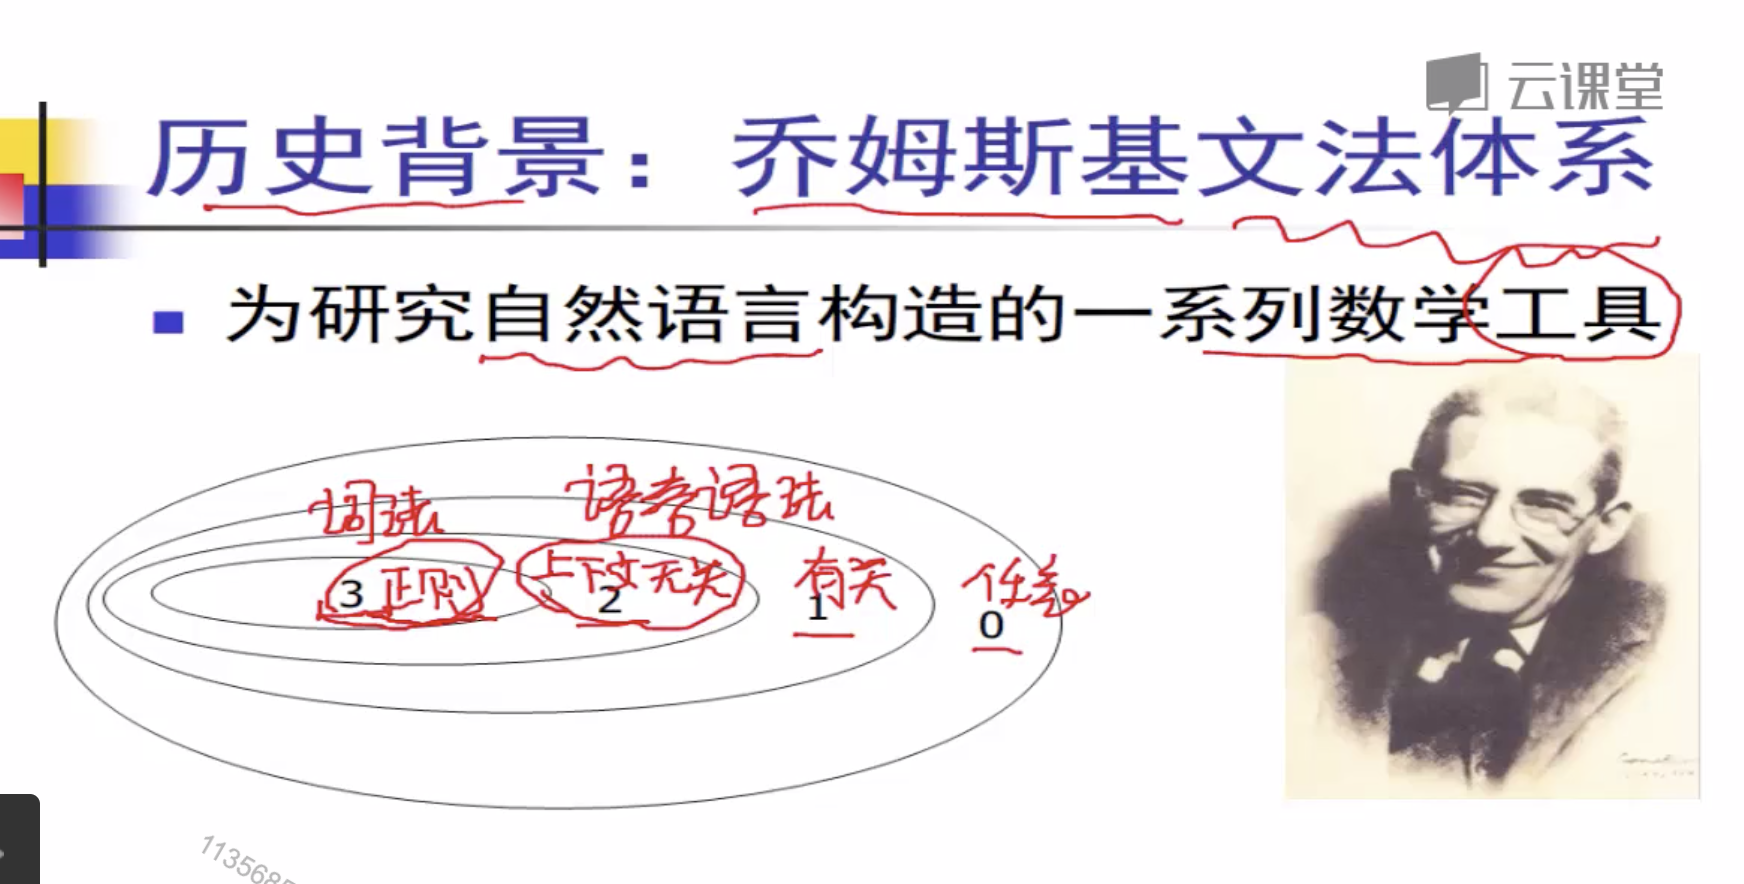 云课堂
历史背景：乔姆斯基文法体系
为研究自然语言构造的一系列数学工具
词法 语言语法
3 正则 上下文无关 2 有关 1 任意 0
113568